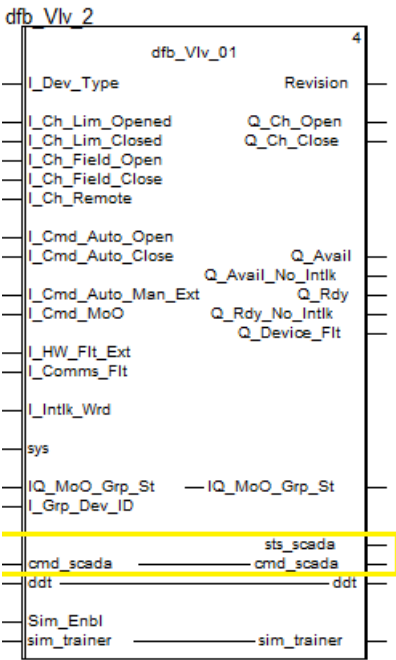 dfb_Vlv_2
4
dfb_Vlv_01
I_Dev_Type Revision
I_Ch_Lim_Opened Q_Ch_Open
I_Ch_Lim_Closed Q_Ch_Close
I_Ch_Field_Open
I_Ch_Field_Close
I_Ch_Remote
I_Cmd_Auto_Open
I_Cmd_Auto_Close Q_Avail
Q_Avail_No_Intlk
I_Cmd_Auto_Man_Ext Q_Rdy
I_Cmd_MoO Q_Rdy_No_Intlk
Q_Device_Flt
I_HW_Flt_Ext
I_Comms_Flt
I_Intlk_Wrd
sys
IQ_MoO_Grp_St IQ_MoO_Grp_St
I_Grp_Dev_ID
sts_scada
cmd_scada cmd_scada
ddt ddt
Sim_Enbl
sim_trainer sim_trainer